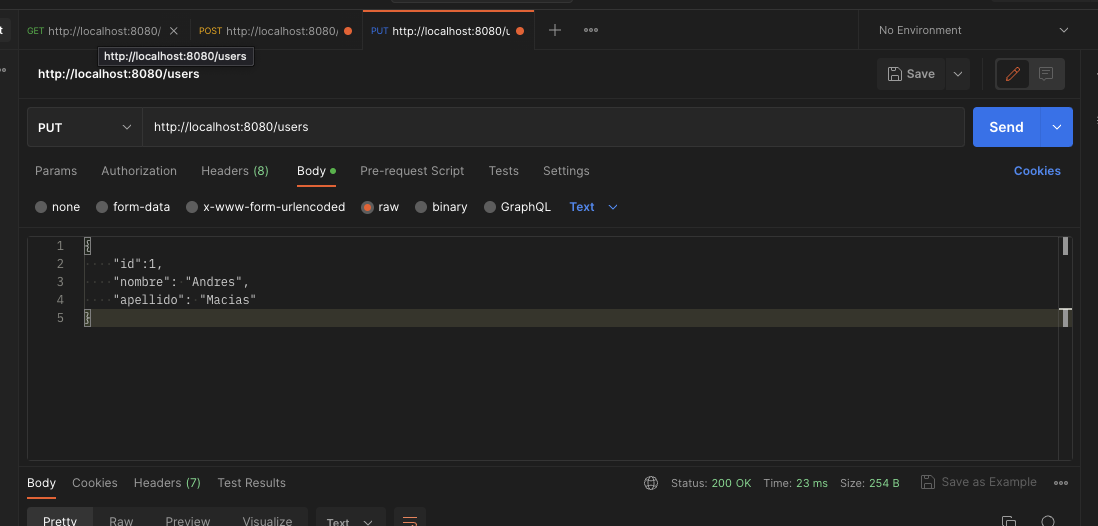 t
GET http://localhost:8080/ POST http://localhost:8080/ PUT http://localhost:8080/u No Environment
http://localhost:8080/users
http://localhost:8080/users Save
PUT http://localhost:8080/users Send
Params Authorization Headers (8) Body Pre-request Script Tests Settings Cookies
none form-data x-www-form-urlencoded raw binary GraphQL Text
1 {
2 "id":1,
3 "nombre": "Andres",
4 "apellido": "Macias"
5 }
Body Cookies Headers (7) Test Results Status: 200 OK Time: 23 ms Size: 254 B Save as Example
Pretty Raw Preview Visualize Text